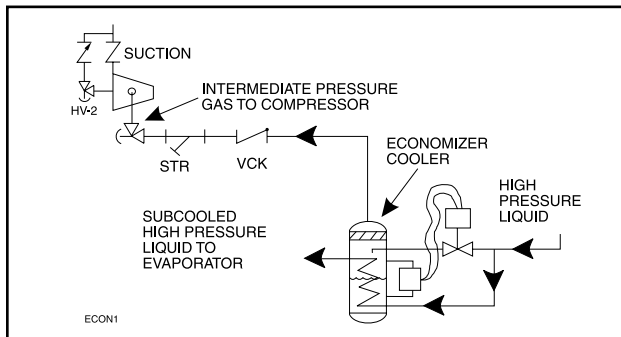 SUCTION
HV-2
INTERMEDIATE PRESSURE
GAS TO COMPRESSOR
STR
VCK
ECONOMIZER
COOLER
HIGH
PRESSURE
LIQUID
SUBCOOLED
HIGH PRESSURE
LIQUID TO
EVAPORATOR
ECON1